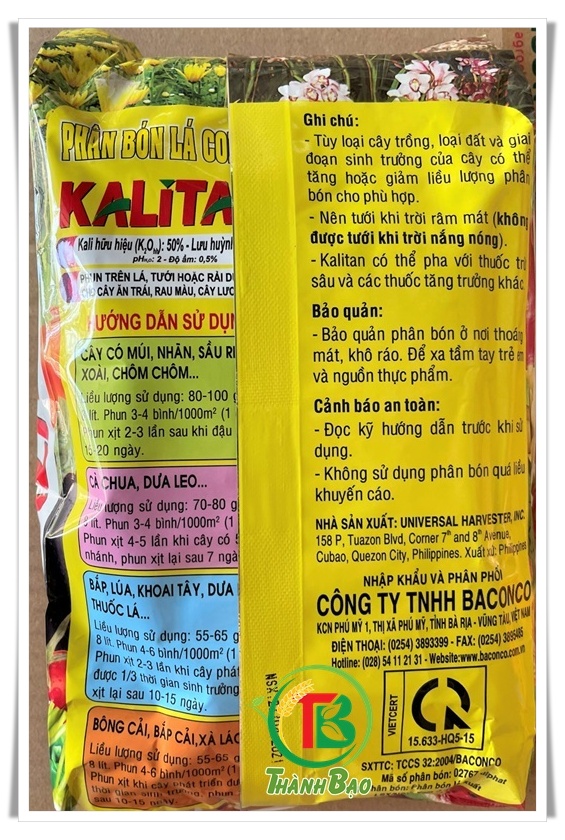 PHÂN BÓN LÁ
KALITA
Kali hữu hiệu (K₂Ohh): 50% - Lưu huỳnh
2 - Độ ẩm: 0,5%
PHUN TRÊN LÁ, TƯỚI HOẶC RẢI
CHO CÂY ĂN TRÁI, RAU MÀU, CÂY
HƯỚNG DẪN SỬ
CÂY CÓ MÚI, NHÃN, SẦU
XOÀI, CHÔM CHÔM...
Liều lượng sử dụng: 80-100 g
8 lít. Phun 3-4 bình/1000m² (1
Phun xịt 2-3 lần sau khi đậu
15-20 ngày.
CÀ CHUA, DƯA LEO...
Liều lượng sử dụng: 70-80 g
8 lít. Phun 3-4 bình/1000m² (1
Phun xịt 4-5 lần khi cây có 5
nhánh, phun xịt lại sau 7
BẮP, LÚA, KHOAI TÂY, DƯA
THUỐC LÁ...
Liều lượng sử dụng: 55-65 g
8 lít. Phun 4-6 bình/1000m² (1
Phun xịt 2-3 lần khi cây
được 1/3 thời gian sinh trưởng
xịt lại sau 10-15 ngày.
BÔNG CẢI, BẮP CẢI, XÀ
Liều lượng sử dụng: 55-65
8 lít. Phun 4-6 bình/1000m²
Phun xịt khi cây phát triển
thời gian sinh trưởng, phun
sau 10-15 ngày.
Ghi chú:
- Tùy loại cây trồng, loại đất và giai
đoạn sinh trưởng của cây có thể
tăng hoặc giảm liều lượng phân
bón cho phù hợp.
- Nên tưới khi trời râm mát (không
được tưới khi trời nắng nóng).
- Kalitan có thể pha với thuốc trừ
sâu và các thuốc tăng trưởng khác
Bảo quản:
- Bảo quản phân bón ở nơi thoáng
mát, khô ráo. Để xa tầm tay trẻ em
và nguồn thực phẩm.
Cảnh báo an toàn:
- Đọc kỹ hướng dẫn trước khi sử
dụng.
- Không sử dụng phân bón quá liều
khuyến cáo.
NHÀ SẢN XUẤT: UNIVERSAL HARVESTER, INC.
158 P, Tuazon Blvd, Corner 7th and 8th Avenue,
Cubao, Quezon City, Philippines. Xuất xứ: Philippines
NHẬP KHẨU VÀ PHÂN PHỐI
CÔNG TY TNHH BACONCO
KCN PHÚ MỸ 1, THỊ XÃ PHÚ MỸ, TỈNH BÀ RỊA - VŨNG TÀU, VIỆT NAM
ĐIỆN THOẠI: (0254) 3893399 - FAX: (0254) 3895485
Hotline: (028) 54 11 21 31 - Website:www.baconco.com.vn
VIETCERT
15.633-HQ5-15
SXTTC: TCCS 32:2004/BACONCO
Mã số phân bón: 02767
TB
THÀNH BẠO